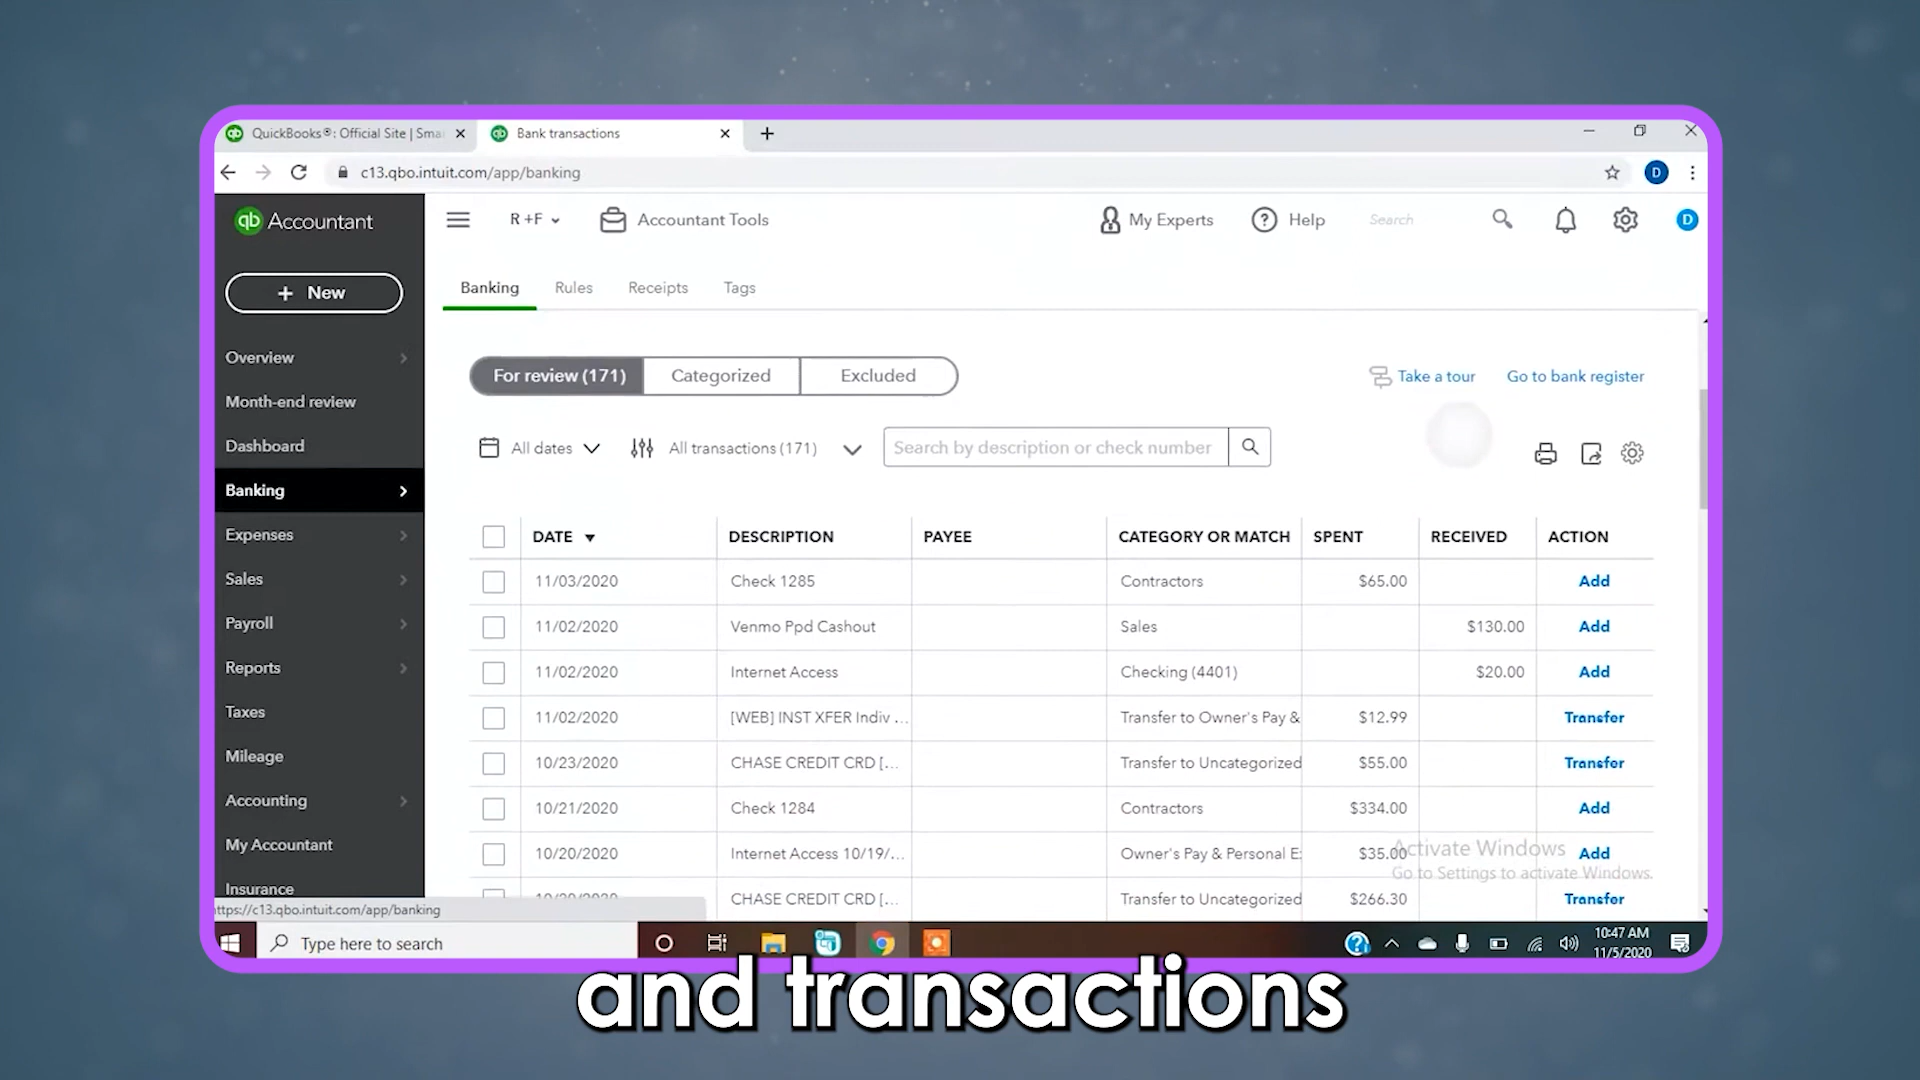 QuickBooks®: Official Site | Sma
Bank transactions
c13.qbo.intuit.com/app/banking
D
qb Accountant
R +F
Accountant Tools
My Experts
Help
Search
D
+ New
Banking
Rules
Receipts
Tags
Overview
Month-end review
Dashboard
Banking
Expenses
Sales
Payroll
Reports
Taxes
Mileage
Accounting
My Accountant
Insurance
For review (171)
Categorized
Excluded
Take a tour
Go to bank register
All dates
All transactions (171)
Search by description or check number
DATE DESCRIPTION PAYEE CATEGORY OR MATCH SPENT RECEIVED ACTION
11/03/2020 Check 1285 Contractors $65.00 Add
11/02/2020 Venmo Ppd Cashout Sales $130.00 Add
11/02/2020 Internet Access Checking (4401) $20.00 Add
11/02/2020 [WEB] INST XFER Indiv ... Transfer to Owner's Pay & $12.99 Transfer
10/23/2020 CHASE CREDIT CRD [... Transfer to Uncategorized $55.00 Transfer
10/21/2020 Check 1284 Contractors $334.00 Add
10/20/2020 Internet Access 10/19/... Owner's Pay & Personal E: $35.00 Add
CHASE CREDIT CRD [... Transfer to Uncategorized $266.30 Transfer
Activate Windows
Go to Settings to activate Windows.
ttps://c13.qbo.intuit.com/app/banking
Type here to search
10:47 AM
11/5/2020
and transactions